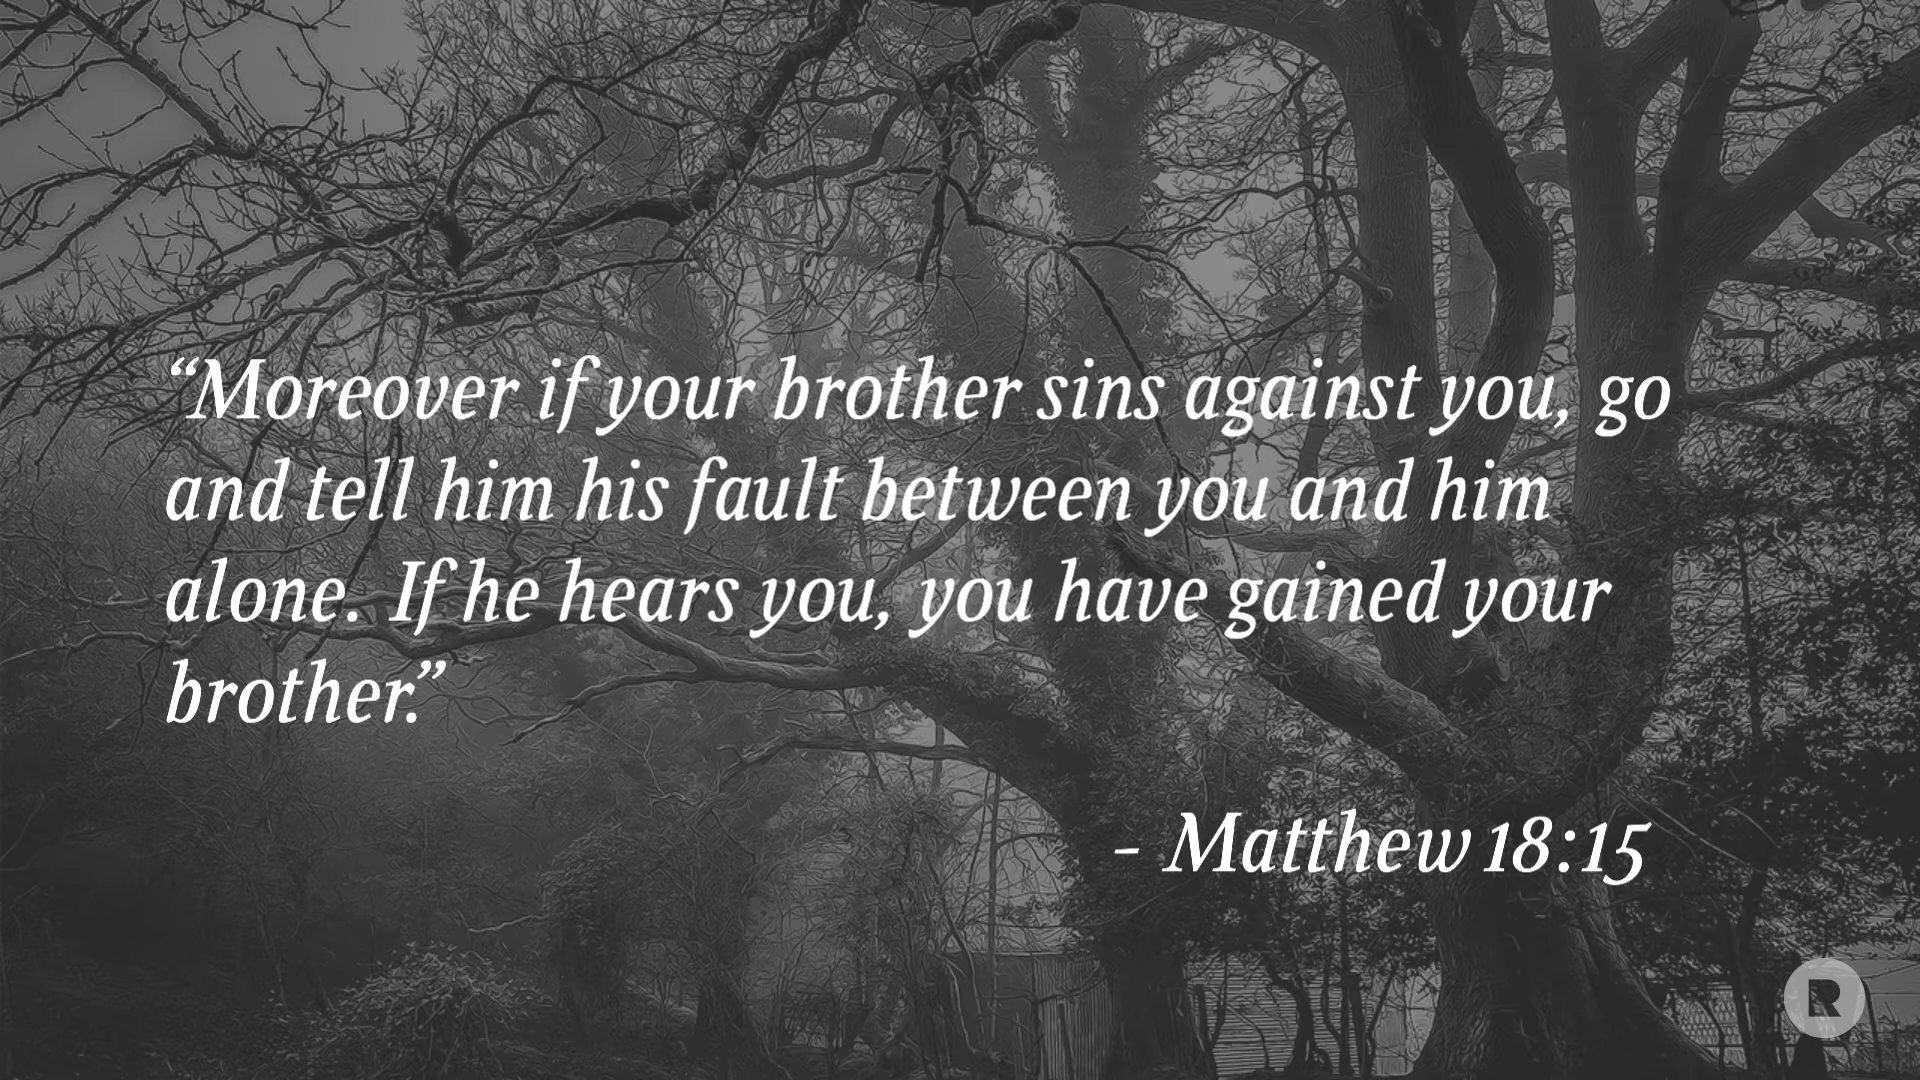 “Moreover if your brother sins against you, go
and tell him his fault between you and him
alone. If he hears you, you have gained your
brother.”
– Matthew 18:15
R